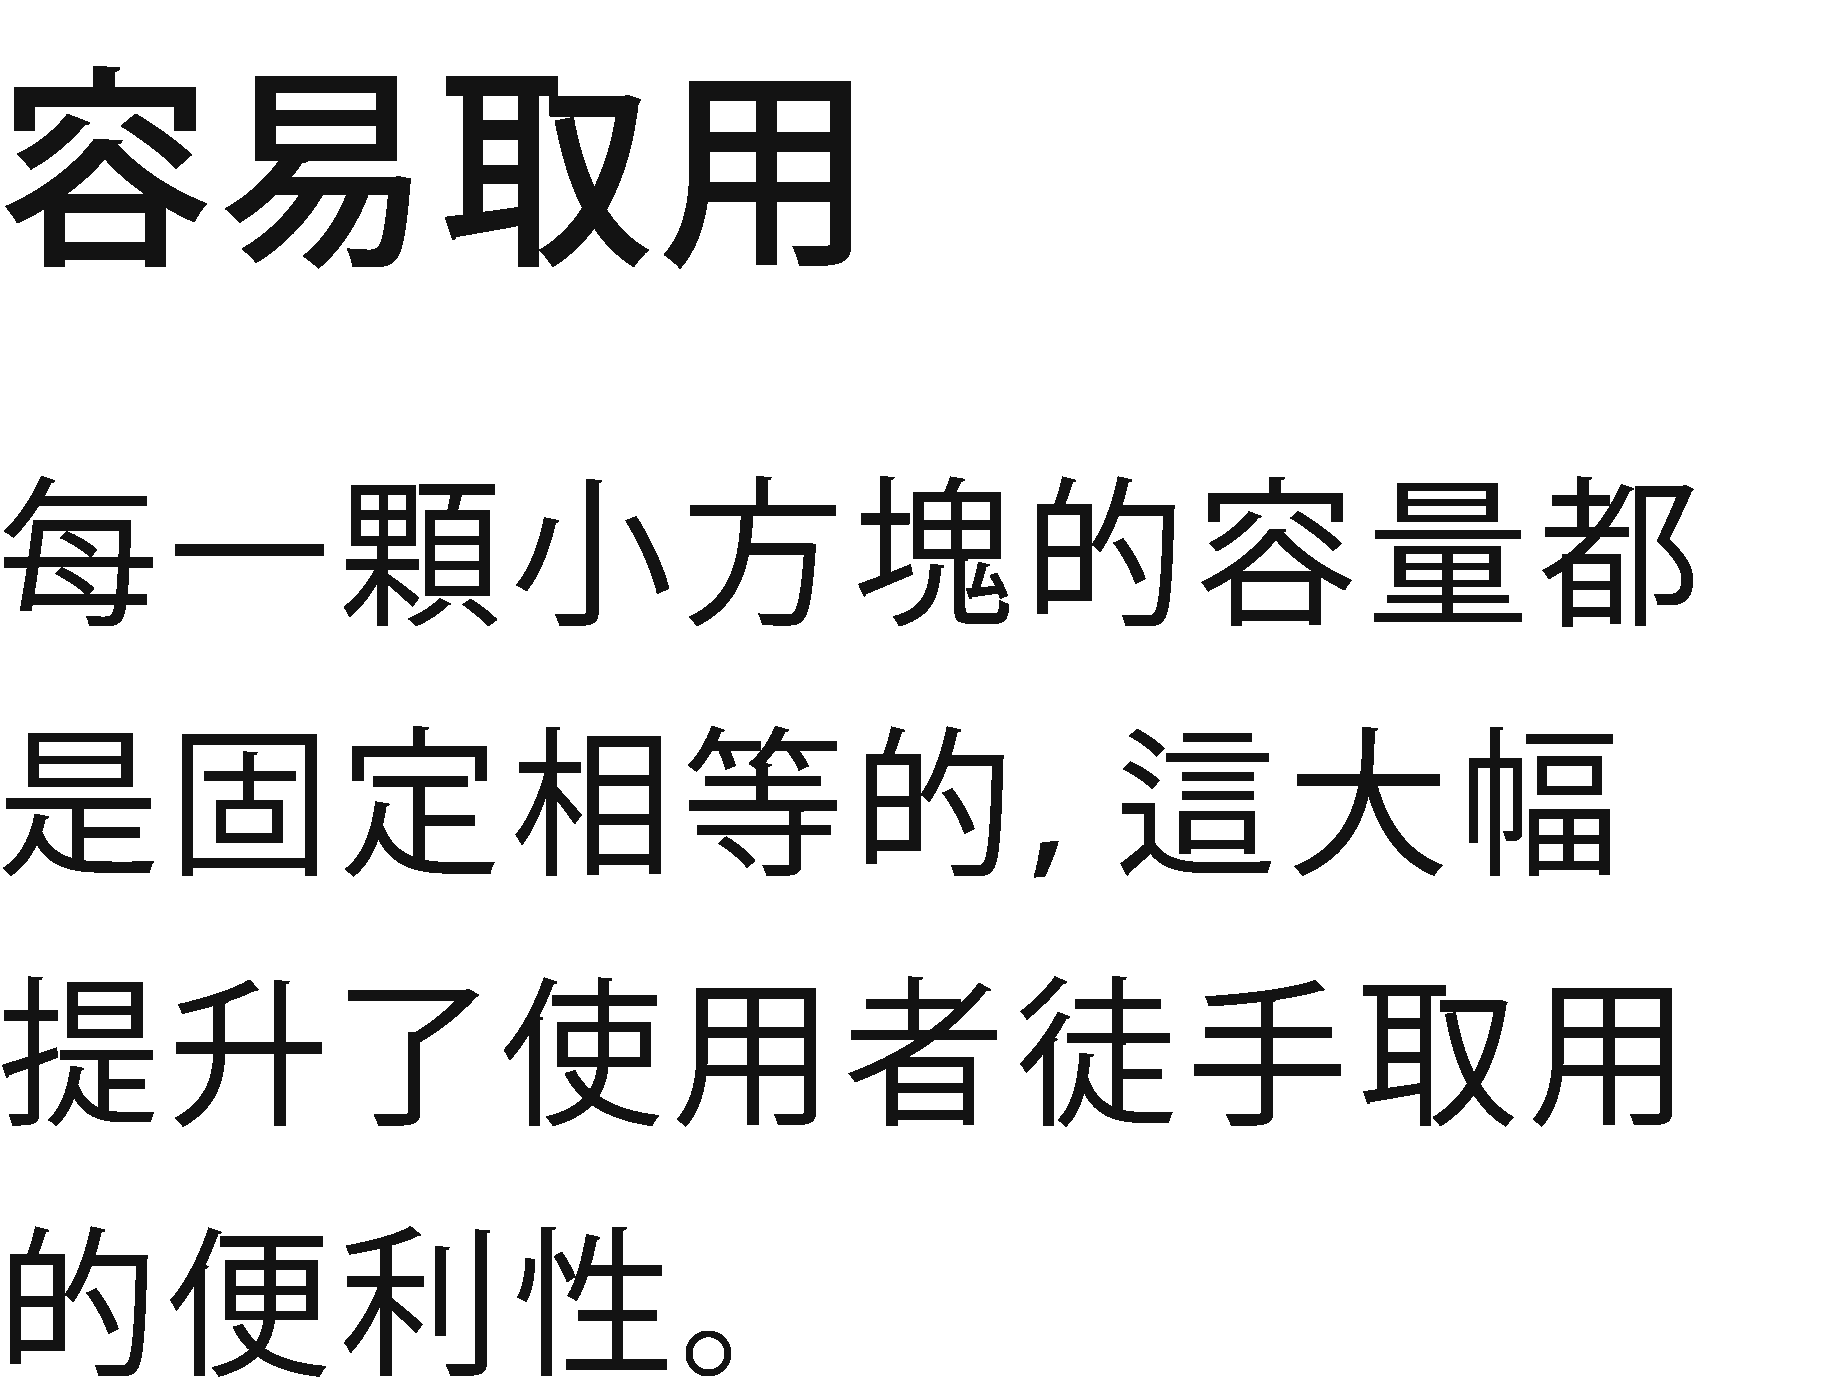 容易取用
每一顆小方塊的容量都
是固定相等的, 這大幅
提升了使用者徒手取用
的便利性。